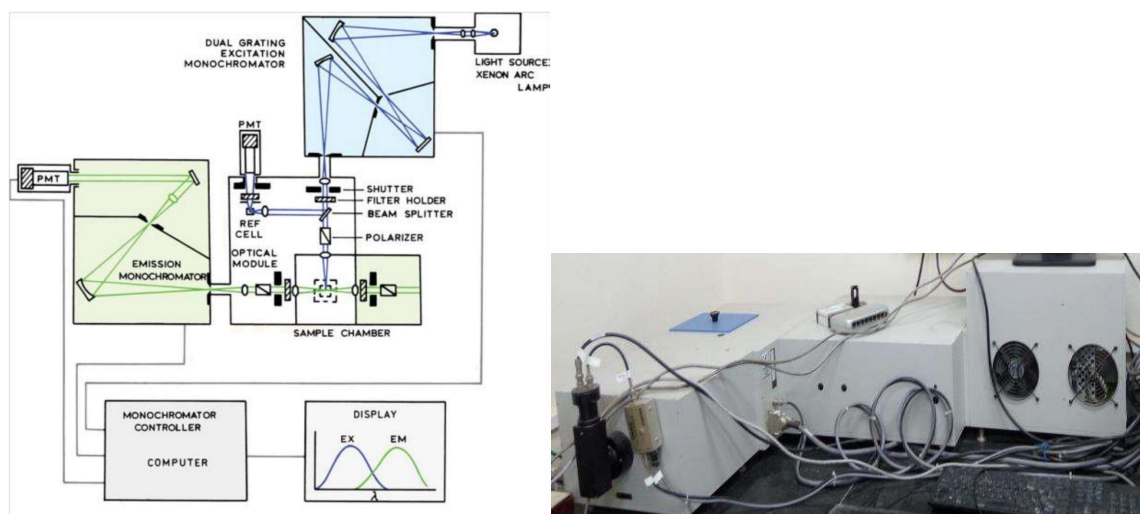 DUAL GRATING
EXCITATION
MONOCHROMATOR
LIGHT SOURCE:
XENON ARC
LAMP
PMT
PMT
SHUTTER
FILTER HOLDER
BEAM SPLITTER
REF
CELL
POLARIZER
OPTICAL
MODULE
EMISSION
MONOCHROMATOR
SAMPLE CHAMBER
MONOCHROMATOR
CONTROLLER
COMPUTER
DISPLAY
EX
EM
λ